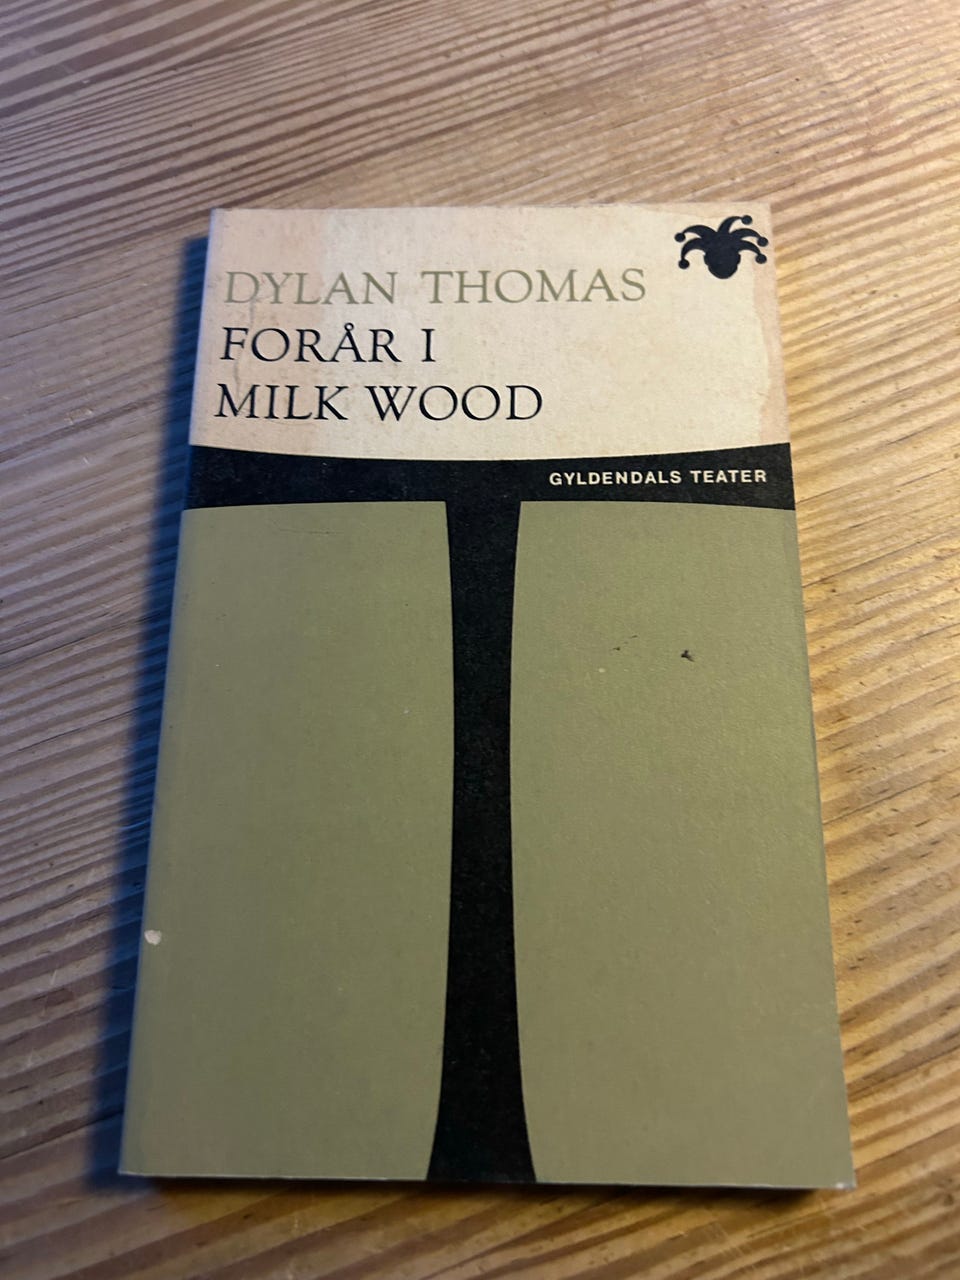 DYLAN THOMAS
FORÅR I
MILK WOOD
GYLDENDALS TEATER